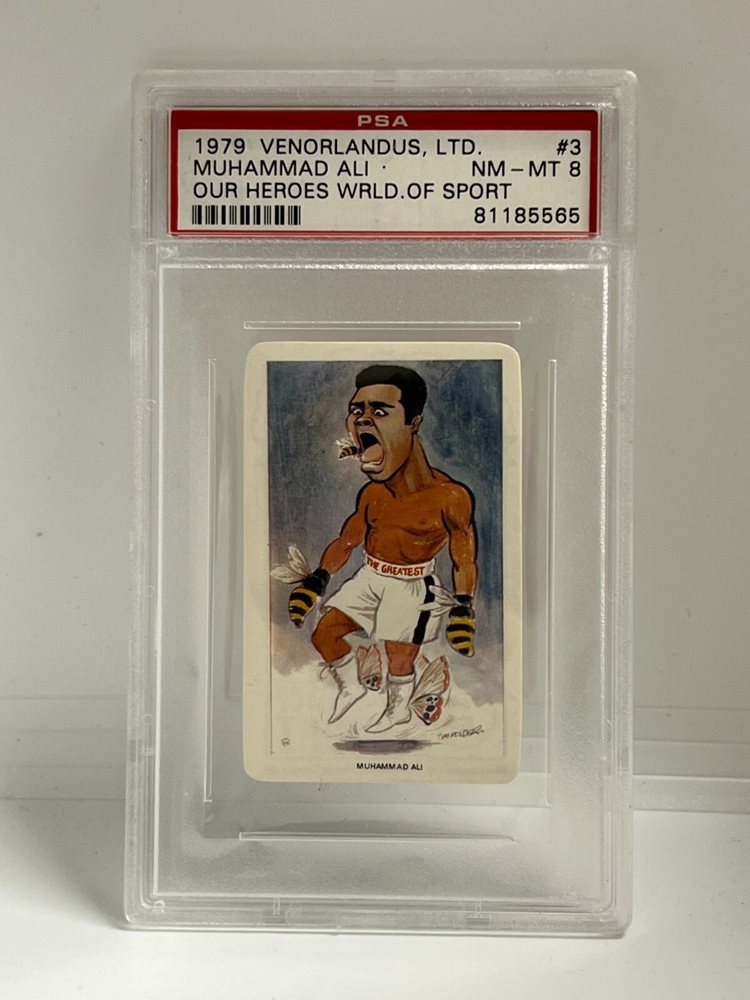 PSA
1979 VENORLANDUS, LTD. #3
MUHAMMAD ALI · NM-MT 8
OUR HEROES WRLD.OF SPORT
81185565
THE GREATEST
MUHAMMAD ALI